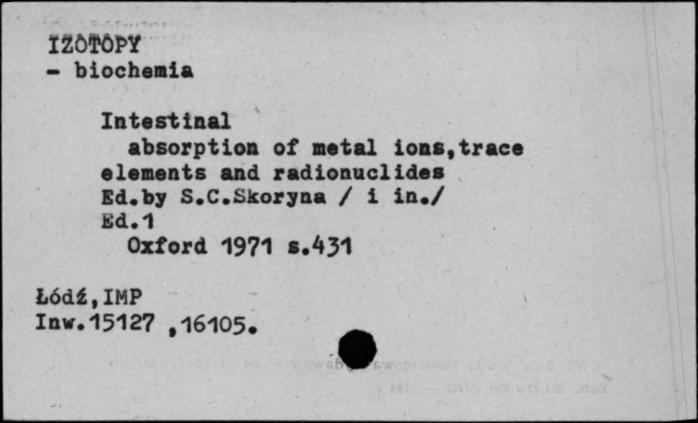 IZOTOPY
- biochemia
Intestinal
absorption of metal ions,trace
elements and radionuclides
Ed.by S.C.Skoryna / i in./
Ed.1
Oxford 1971 s.431
Łódź,IMP
Inw.15127 ,16105.